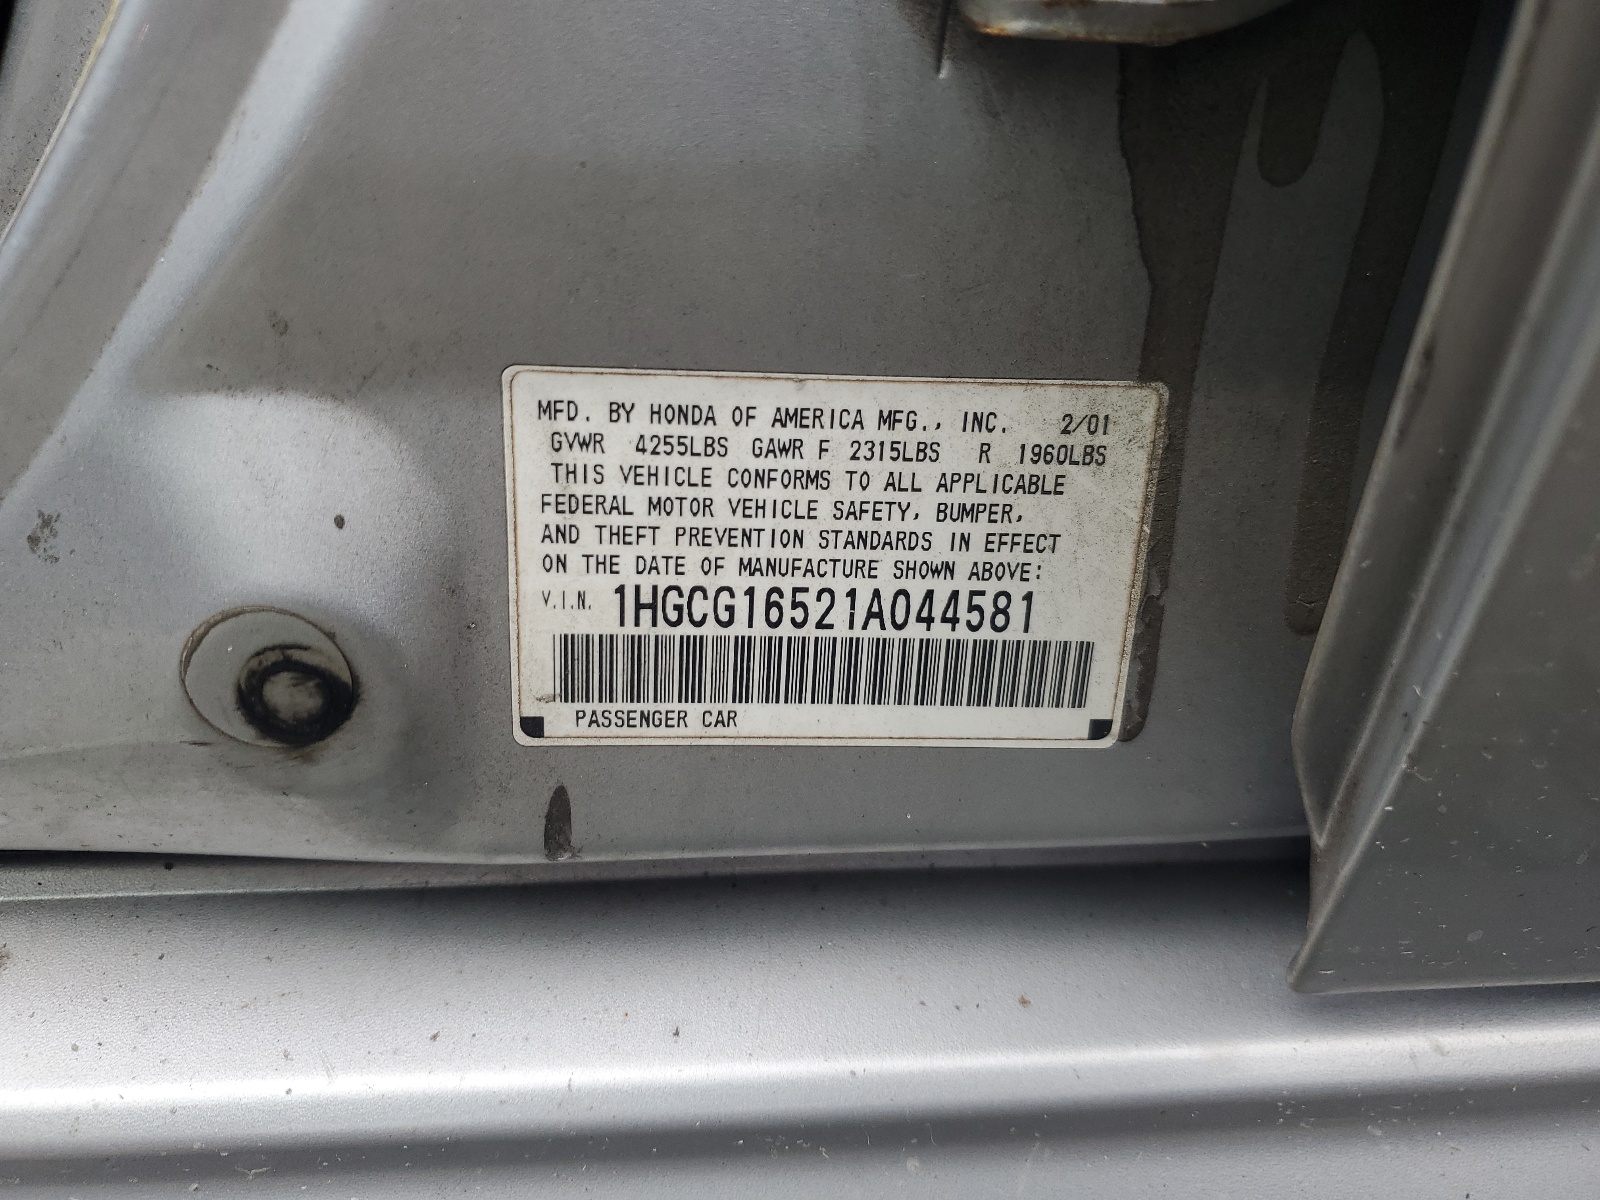 MFD. BY HONDA OF AMERICA MFG., INC. 2/01
GVWR 4255LBS GAWR F 2315LBS R 1960LBS
THIS VEHICLE CONFORMS TO ALL APPLICABLE
FEDERAL MOTOR VEHICLE SAFETY, BUMPER,
AND THEFT PREVENTION STANDARDS IN EFFECT
ON THE DATE OF MANUFACTURE SHOWN ABOVE:
V.I.N. 1HGCG16521A044581
PASSENGER CAR